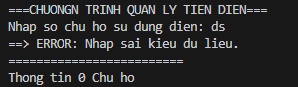 ===CHUONGN TRINH QUAN LY TIEN DIEN===
Nhap so chu ho su dung dien: ds
==> ERROR: Nhap sai kieu du lieu.
=========================
Thong tin 0 Chu ho